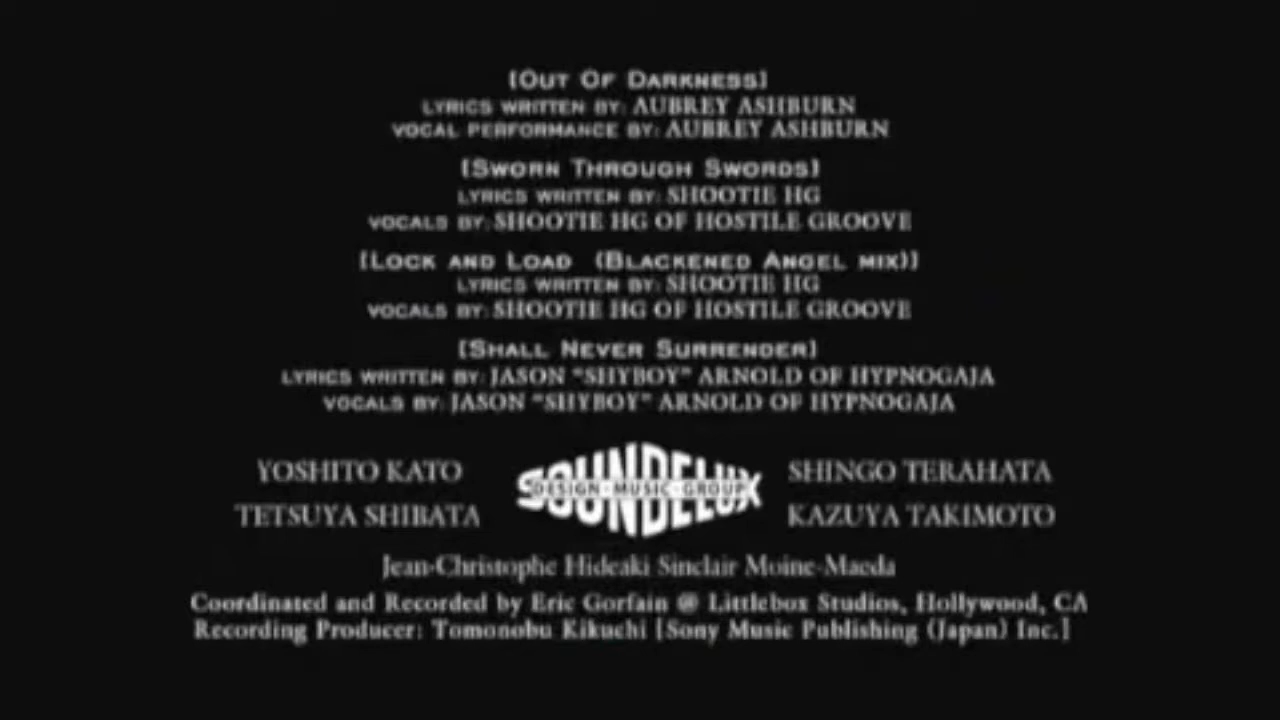 [Out Of Darkness]
LYRICS WRITTEN BY: AUBREY ASHBURN
VOCAL PERFORMANCE BY: AUBREY ASHBURN
[Sworn Through Swords]
LYRICS WRITTEN BY: SHOOTIE HG
VOCALS BY: SHOOTIE HG OF HOSTILE GROOVE
[Lock and Load (Blackened Angel mix)]
LYRICS WRITTEN BY: SHOOTIE HG
VOCALS BY: SHOOTIE HG OF HOSTILE GROOVE
[Shall Never Surrender]
LYRICS WRITTEN BY: JASON "SHYBOY" ARNOLD OF HYPNOGAJA
VOCALS BY: JASON "SHYBOY" ARNOLD OF HYPNOGAJA
YOSHITO KATO
TETSUYA SHIBATA
SOUNDELUX
DESIGN·MUSIC·GROUP
SHINGO TERAHATA
KAZUYA TAKIMOTO
Jean-Christophe Hideaki Sinclair Moine-Maeda
Coordinated and Recorded by Eric Gorfain @ Littlebox Studios, Hollywood, CA
Recording Producer: Tomonobu Kikuchi [Sony Music Publishing (Japan) Inc.]